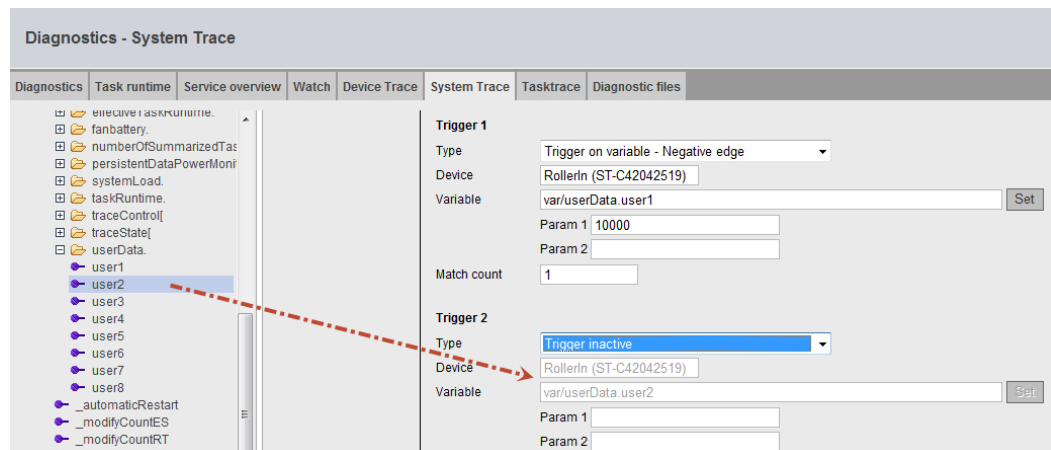 Diagnostics - System Trace
Diagnostics Task runtime Service overview Watch Device Trace System Trace Tasktrace Diagnostic files
effectiveTaskRuntime.
fanbattery.
numberOfSummarizedTas
persistentDataPowerMoni
systemLoad.
taskRuntime.
traceControl[
traceState[
userData.
user1
user2
user3
user4
user5
user6
user7
user8
_automaticRestart
_modifyCountES
_modifyCountRT
Trigger 1
Type Trigger on variable - Negative edge
Device RollerIn (ST-C42042519)
Variable var/userData.user1 Set
Param 1 10000
Param 2
Match count 1
Trigger 2
Type Trigger inactive
Device RollerIn (ST-C42042519)
Variable var/userData.user2 Set
Param 1
Param 2